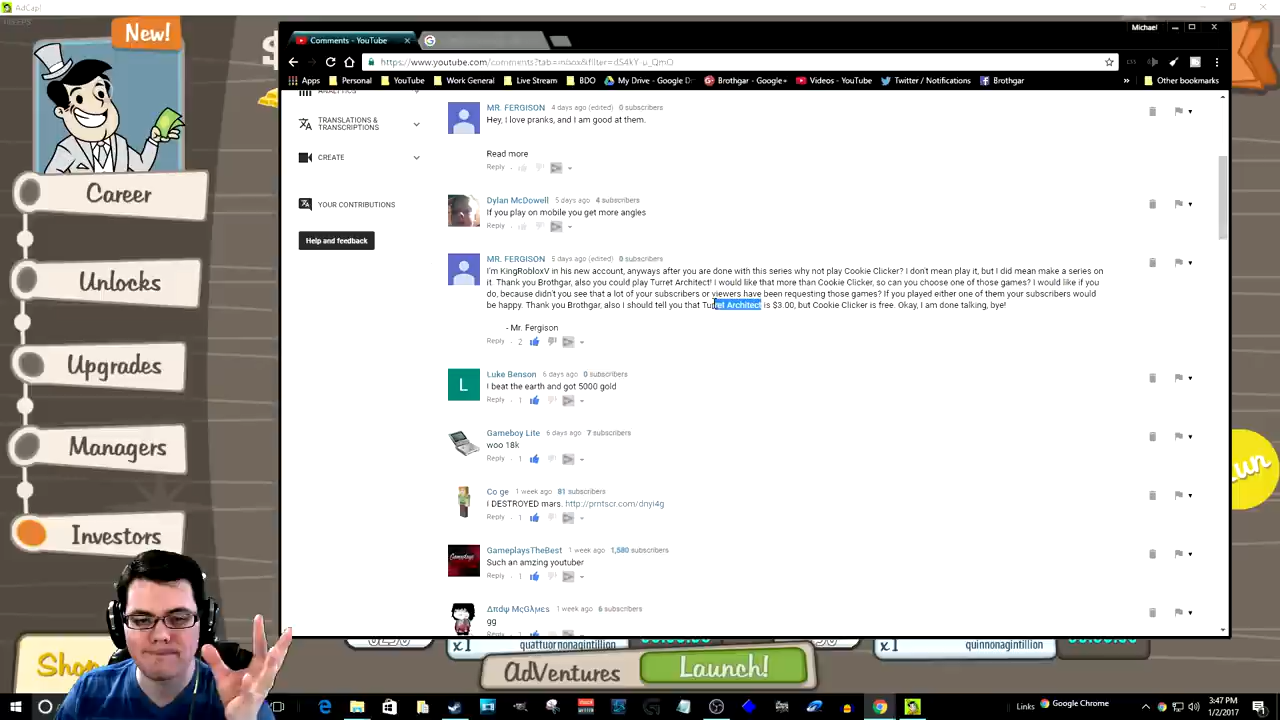 AdCap!
New!
Career
Unlocks
Upgrades
Managers
Investors
Shop
Michael
Comments - YouTube
https://www.youtube.com/comments?tab=inbox&filter=dS4kY-u_QmQ
Apps
Personal
YouTube
Work General
Live Stream
BDO
My Drive - Google D
Brothgar - Google+
Videos - YouTube
Twitter / Notifications
Brothgar
»
Other bookmarks
ANALYTICS
TRANSLATIONS &
TRANSCRIPTIONS
CREATE
YOUR CONTRIBUTIONS
Help and feedback
MR. FERGISON 4 days ago (edited) 0 subscribers
Hey, I love pranks, and I am good at them.
Read more
Reply
Dylan McDowell 5 days ago 4 subscribers
If you play on mobile you get more angles
Reply
MR. FERGISON 5 days ago (edited) 0 subscribers
I'm KingRobloxV in his new account, anyways after you are done with this series why not play Cookie Clicker? I don't mean play it, but I did mean make a series on
it. Thank you Brothgar, also you could play Turret Architect! I would like that more than Cookie Clicker, so can you choose one of those games? I would like if you
do, because didn't you see that a lot of your subscribers or viewers have been requesting those games? If you played either one of them your subscribers would
be happy. Thank you Brothgar, also I should tell you that Turret Architect is $3.00, but Cookie Clicker is free. Okay, I am done talking, bye!
- Mr. Fergison
Reply · 2
Luke Benson 6 days ago 0 subscribers
I beat the earth and got 5000 gold
Reply · 1
L
Gameboy Lite 6 days ago 7 subscribers
woo 18k
Reply · 1
Co ge 1 week ago 81 subscribers
I DESTROYED mars. http://prntscr.com/dnyi4g
Reply · 1
GameplaysTheBest 1 week ago 1,580 subscribers
Such an amzing youtuber
Reply · 1
1 week ago 6 subscribers
gg
Reply
x1 quattuornonagintillion
x1 quinnonagintillion
AdVentures
Launch!
un
Links
Google Chrome
3:47 PM
1/2/2017